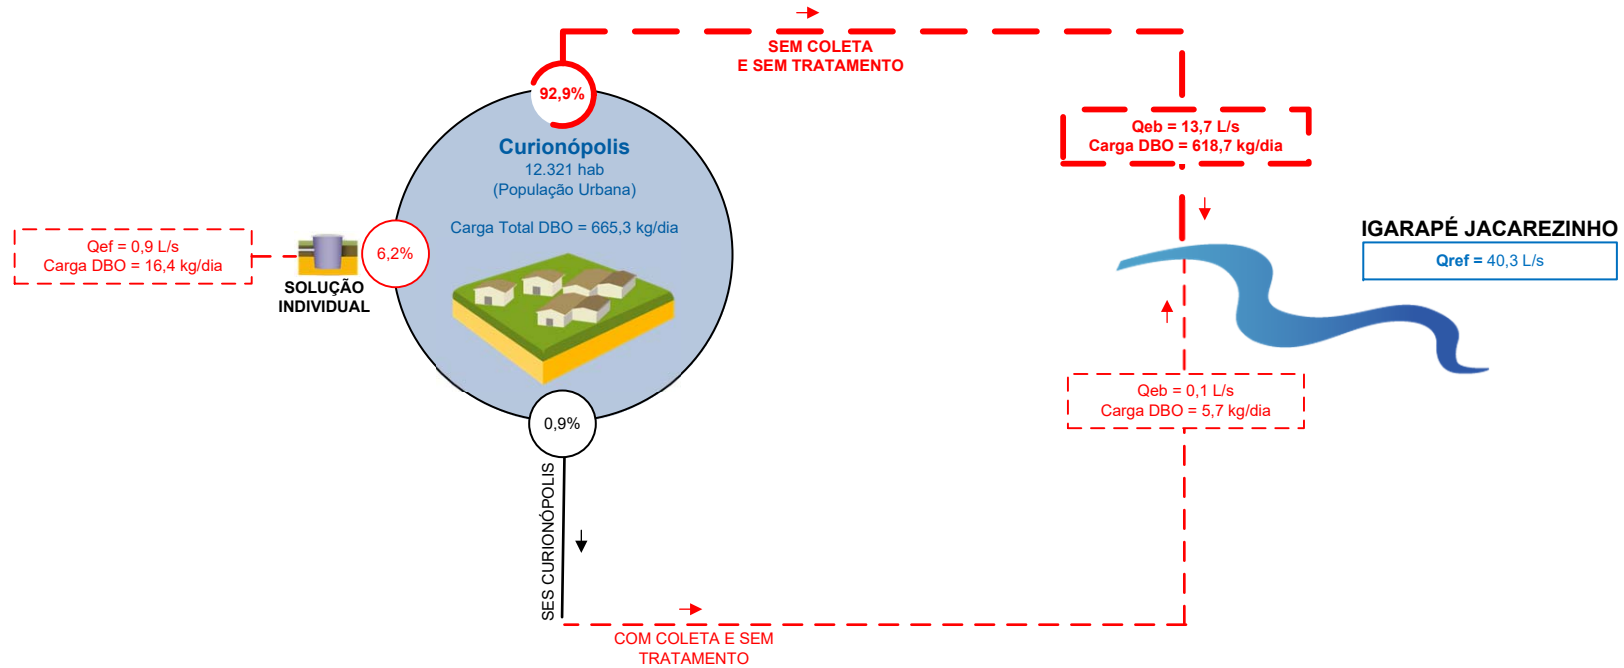 SEM COLETA
E SEM TRATAMENTO
92,9%
Curionópolis
12.321 hab
(População Urbana)
Carga Total DBO = 665,3 kg/dia
Qeb = 13,7 L/s
Carga DBO = 618,7 kg/dia
IGARAPÉ JACAREZINHO
Qref = 40,3 L/s
Qef = 0,9 L/s
Carga DBO = 16,4 kg/dia
SOLUÇÃO
INDIVIDUAL
6,2%
Qeb = 0,1 L/s
Carga DBO = 5,7 kg/dia
0,9%
SES CURIONÓPOLIS
COM COLETA E SEM
TRATAMENTO